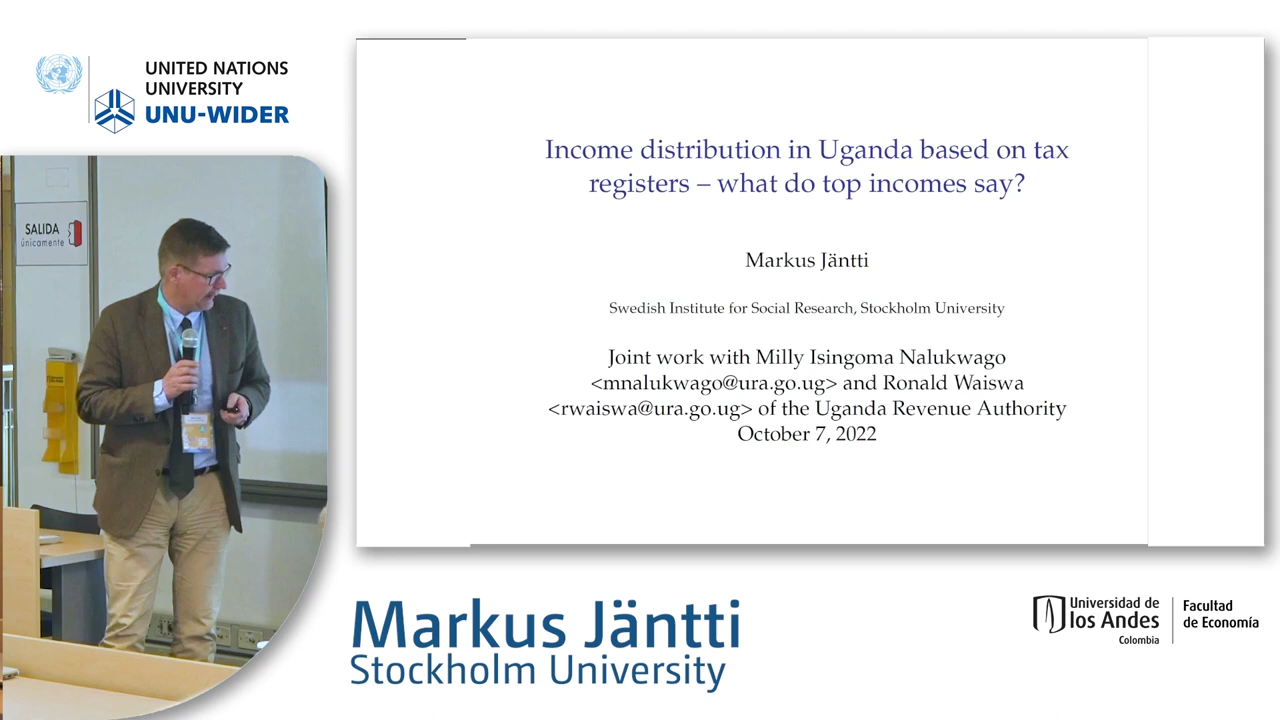 UNITED NATIONS
UNIVERSITY
UNU-WIDER
SALIDA
únicamente
Income distribution in Uganda based on tax
registers – what do top incomes say?
Markus Jäntti
Swedish Institute for Social Research, Stockholm University
Joint work with Milly Isingoma Nalukwago
<mnalukwago@ura.go.ug> and Ronald Waiswa
<rwaiswa@ura.go.ug> of the Uganda Revenue Authority
October 7, 2022
Markus Jäntti
Stockholm University
Universidad de
los Andes
Colombia
Facultad
de Economía